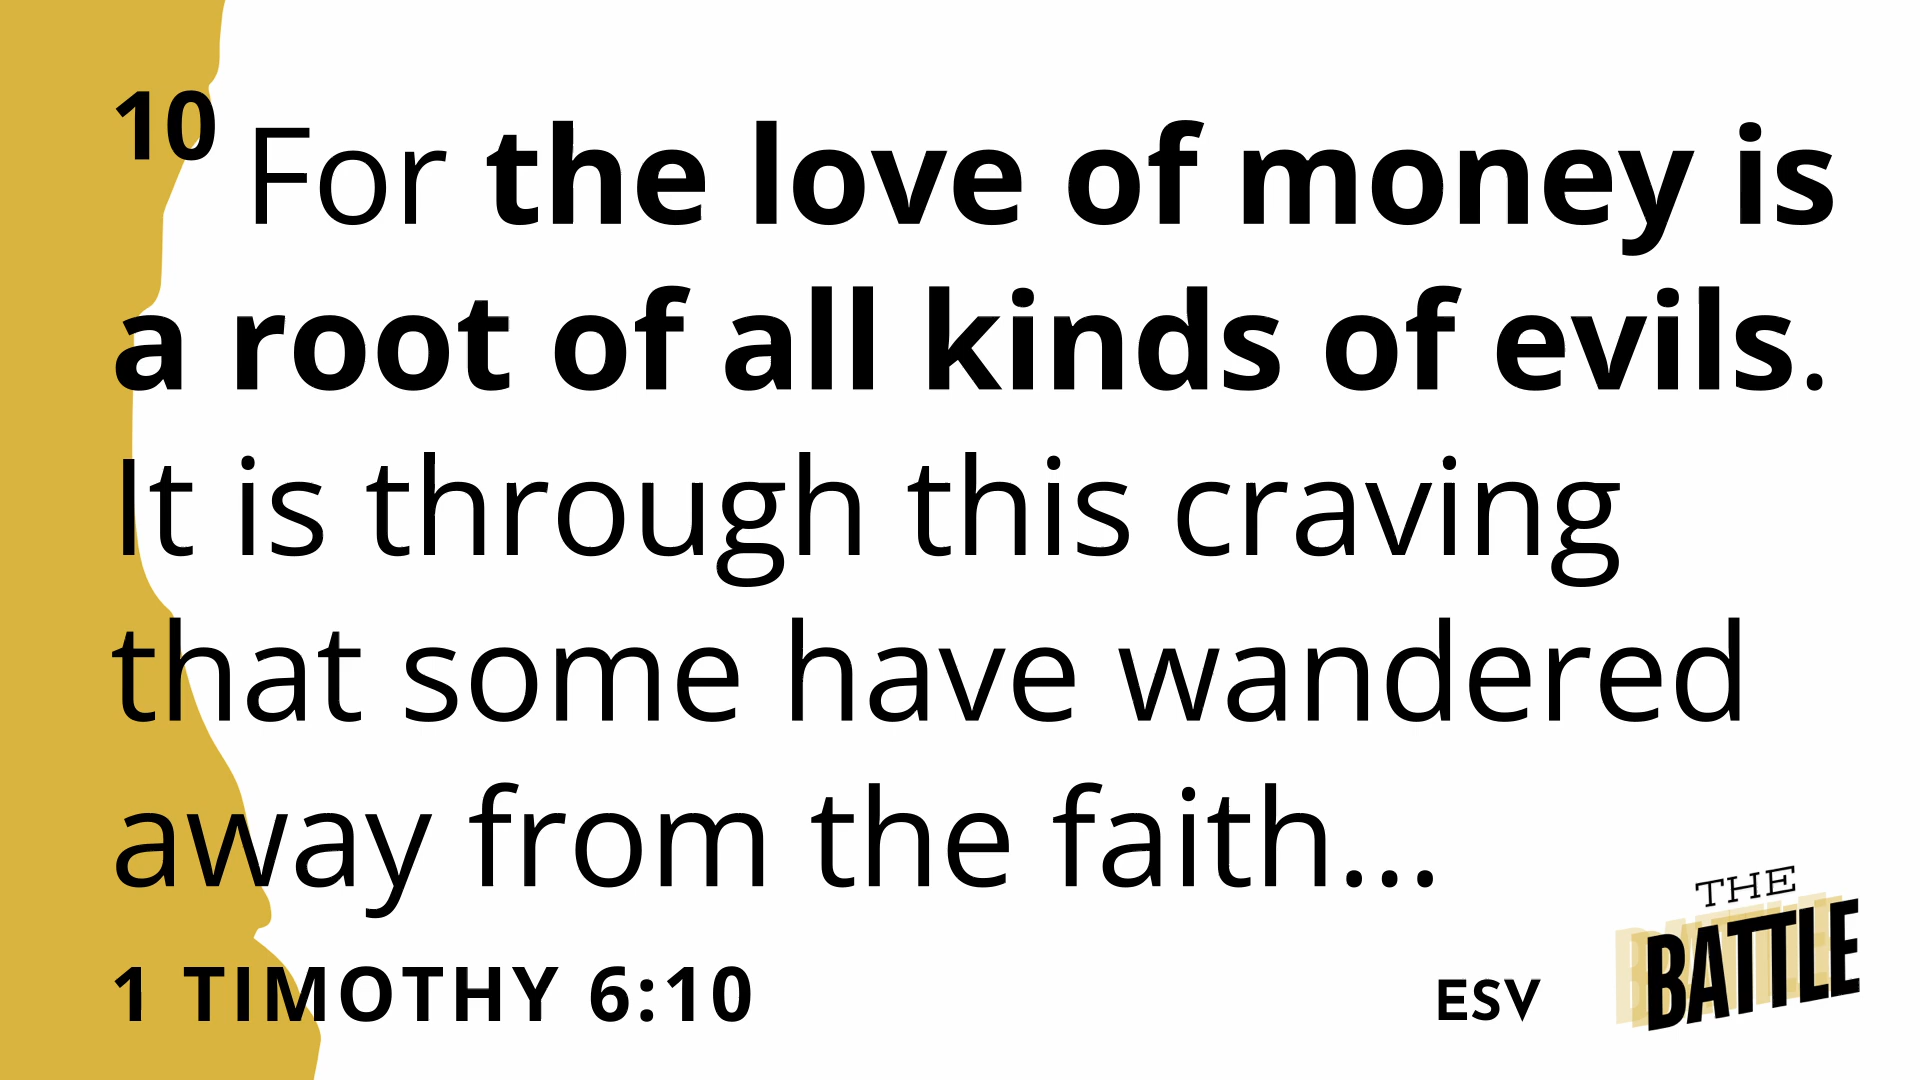 10 For the love of money is
a root of all kinds of evils.
It is through this craving
that some have wandered
away from the faith...
1 TIMOTHY 6:10
ESV
THE
BATTLE